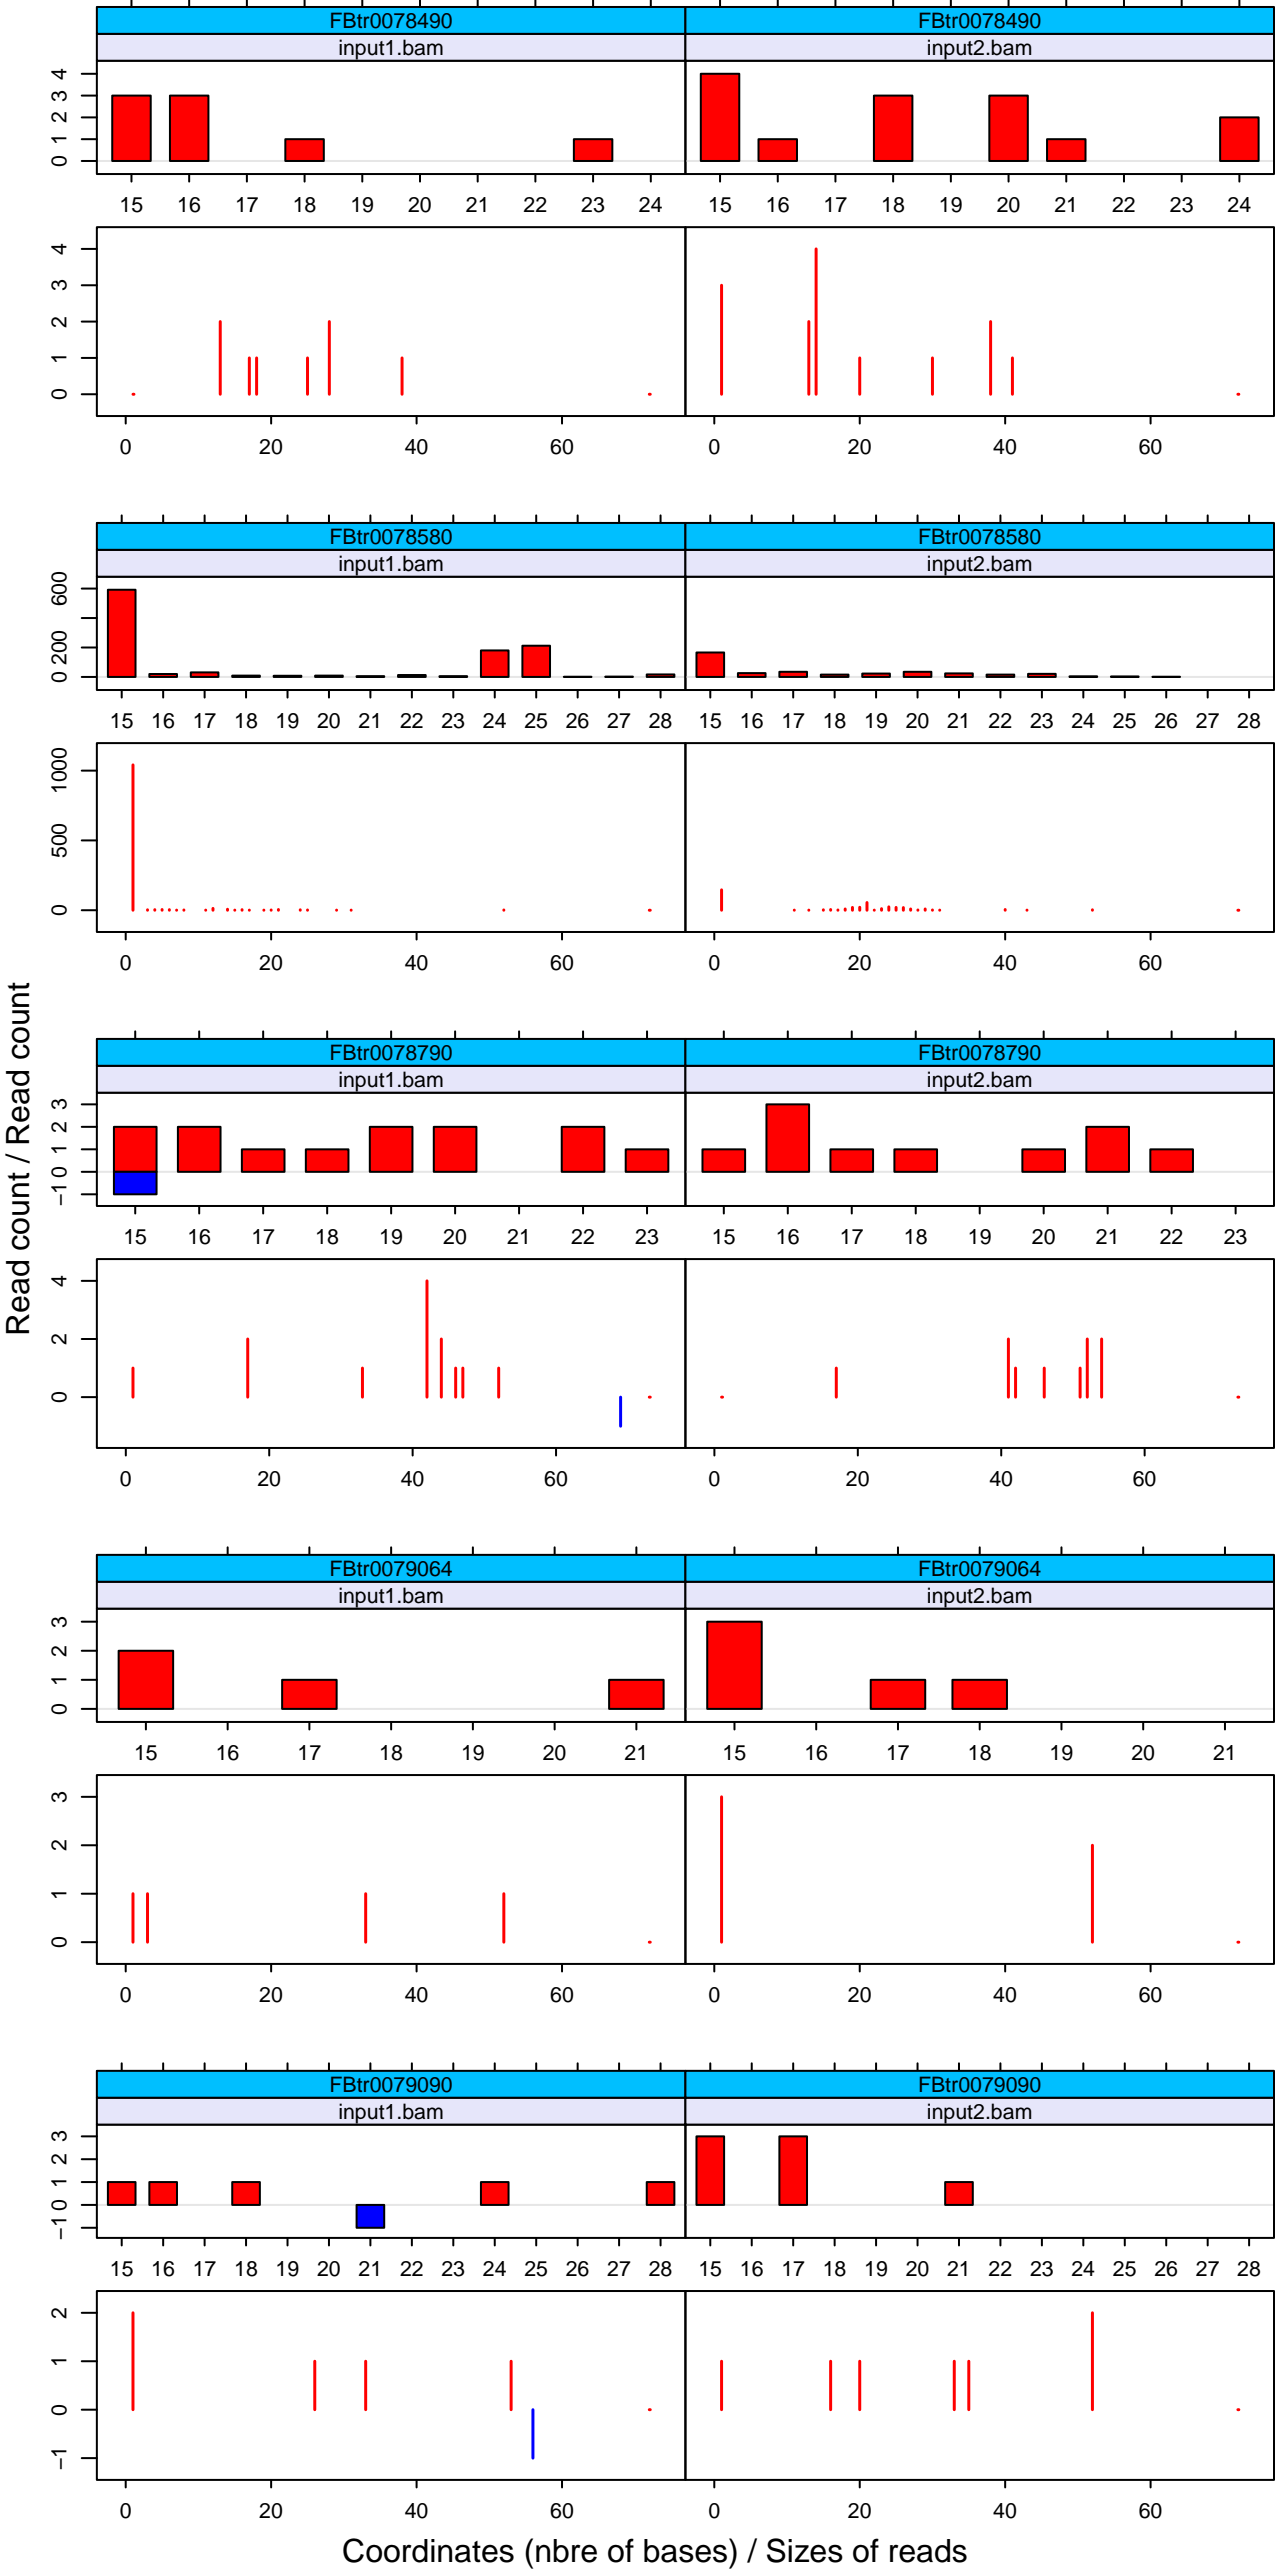 FBtr0078490 FBtr0078490
input1.bam input2.bam
4
3
2
1
0
15 16 17 18 19 20 21 22 23 24 15 16 17 18 19 20 21 22 23 24
4
3
2
1
0
0 20 40 60 0 20 40 60
FBtr0078580 FBtr0078580
input1.bam input2.bam
600
200
0
15 16 17 18 19 20 21 22 23 24 25 26 27 28 15 16 17 18 19 20 21 22 23 24 25 26 27 28
1000
500
0
0 20 40 60 0 20 40 60
Read count / Read count
FBtr0078790 FBtr0078790
input1.bam input2.bam
3
2
1
0
−1
15 16 17 18 19 20 21 22 23 15 16 17 18 19 20 21 22 23
4
2
0
0 20 40 60 0 20 40 60
FBtr0079064 FBtr0079064
input1.bam input2.bam
3
2
1
0
15 16 17 18 19 20 21 15 16 17 18 19 20 21
3
2
1
0
0 20 40 60 0 20 40 60
FBtr0079090 FBtr0079090
input1.bam input2.bam
3
2
1
0
−1
15 16 17 18 19 20 21 22 23 24 25 26 27 28 15 16 17 18 19 20 21 22 23 24 25 26 27 28
2
1
0
−1
0 20 40 60 0 20 40 60
Coordinates (nbre of bases) / Sizes of reads